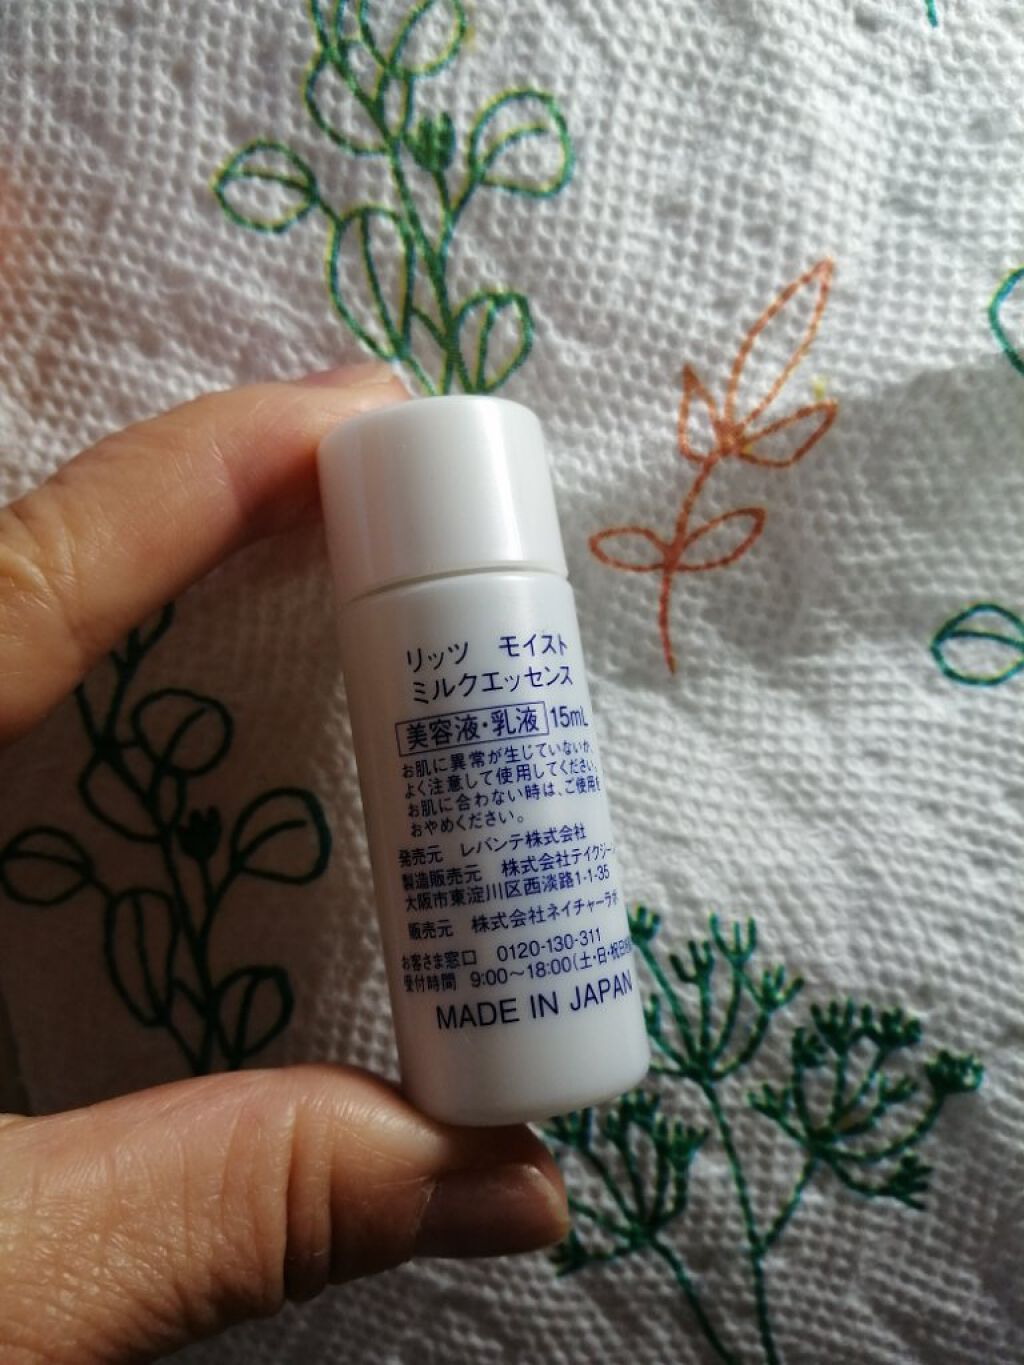 リッツ モイスト
ミルクエッセンス
美容液・乳液 15mL
お肌に異常が生じていないか、
よく注意して使用してください。
お肌に合わない時は、ご使用を
おやめください。
発売元 レバンテ株式会社
製造販売元 株式会社テイクジーン
大阪市東淀川区西淡路1-1-35
販売元 株式会社ネイチャーラボ
お客さま窓口 0120-130-311
受付時間 9:00～18:00(土・日・祝日
MADE IN JAPAN